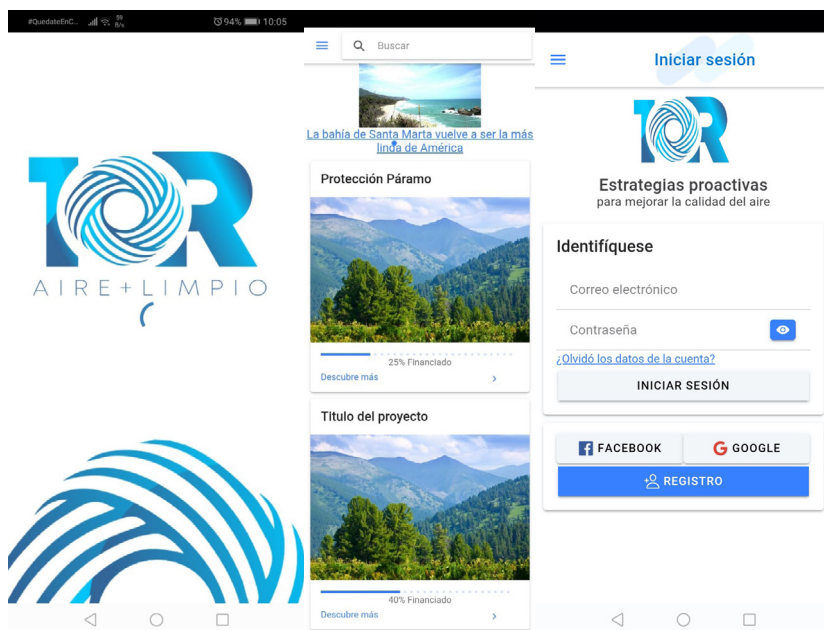 #QuedateEnC...
59
B/s
94%
10:05
TOR
AIRE+LIMPIO
Buscar
La bahía de Santa Marta vuelve a ser la más
linda de América
Protección Páramo
25% Financiado
Descubre más
Titulo del proyecto
40% Financiado
Descubre más
Iniciar sesión
TOR
Estrategias proactivas
para mejorar la calidad del aire
Identifíquese
Correo electrónico
Contraseña
¿Olvidó los datos de la cuenta?
INICIAR SESIÓN
FACEBOOK
GOOGLE
REGISTRO